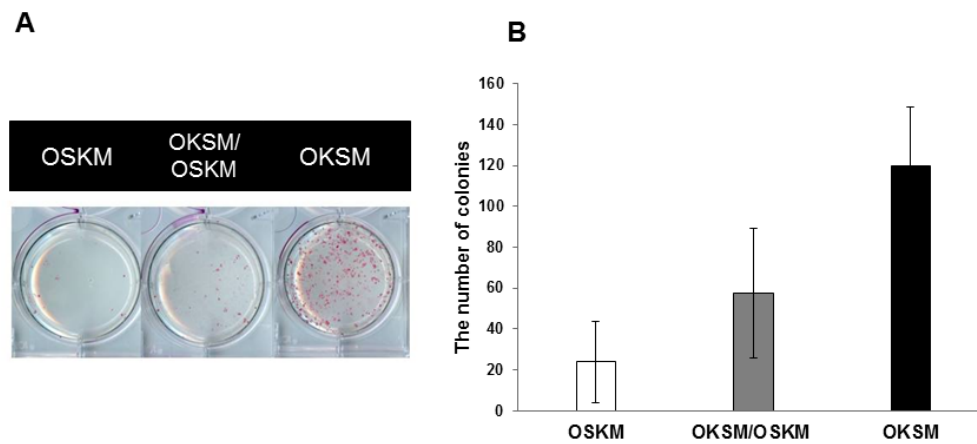 A
OSKM
OKSM/
OSKM
OKSM
B
The number of colonies
160
140
120
100
80
60
40
20
0
OSKM
OKSM/OSKM
OKSM